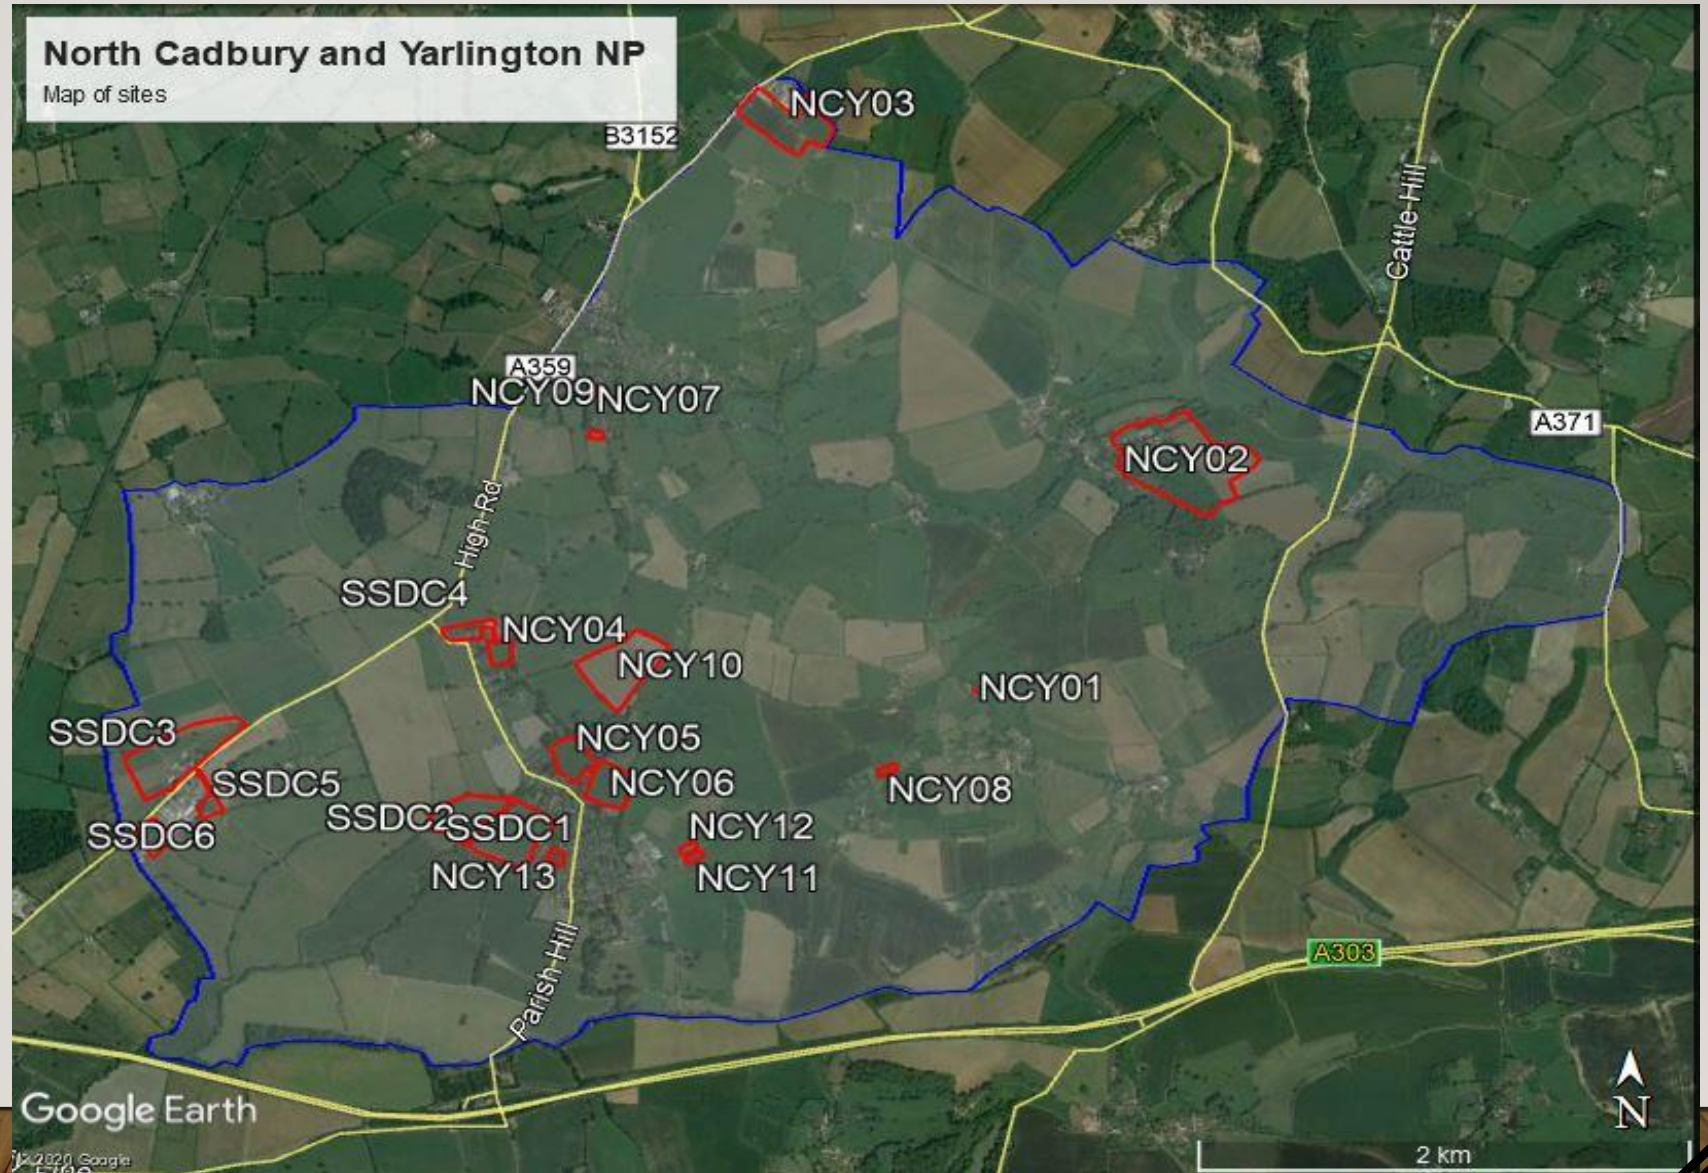 North Cadbury and Yarlington NP
Map of sites
B3152
NCY03
Cattle Hill
A359
NCY09
NCY07
A371
NCY02
High Rd
SSDC4
NCY04
NCY10
NCY01
SSDC3
NCY05
SSDC5
NCY06
NCY08
SSDC2
SSDC1
NCY12
SSDC6
NCY13
NCY11
Parish Hill
A303
Google Earth
N
2020 Google
2 km